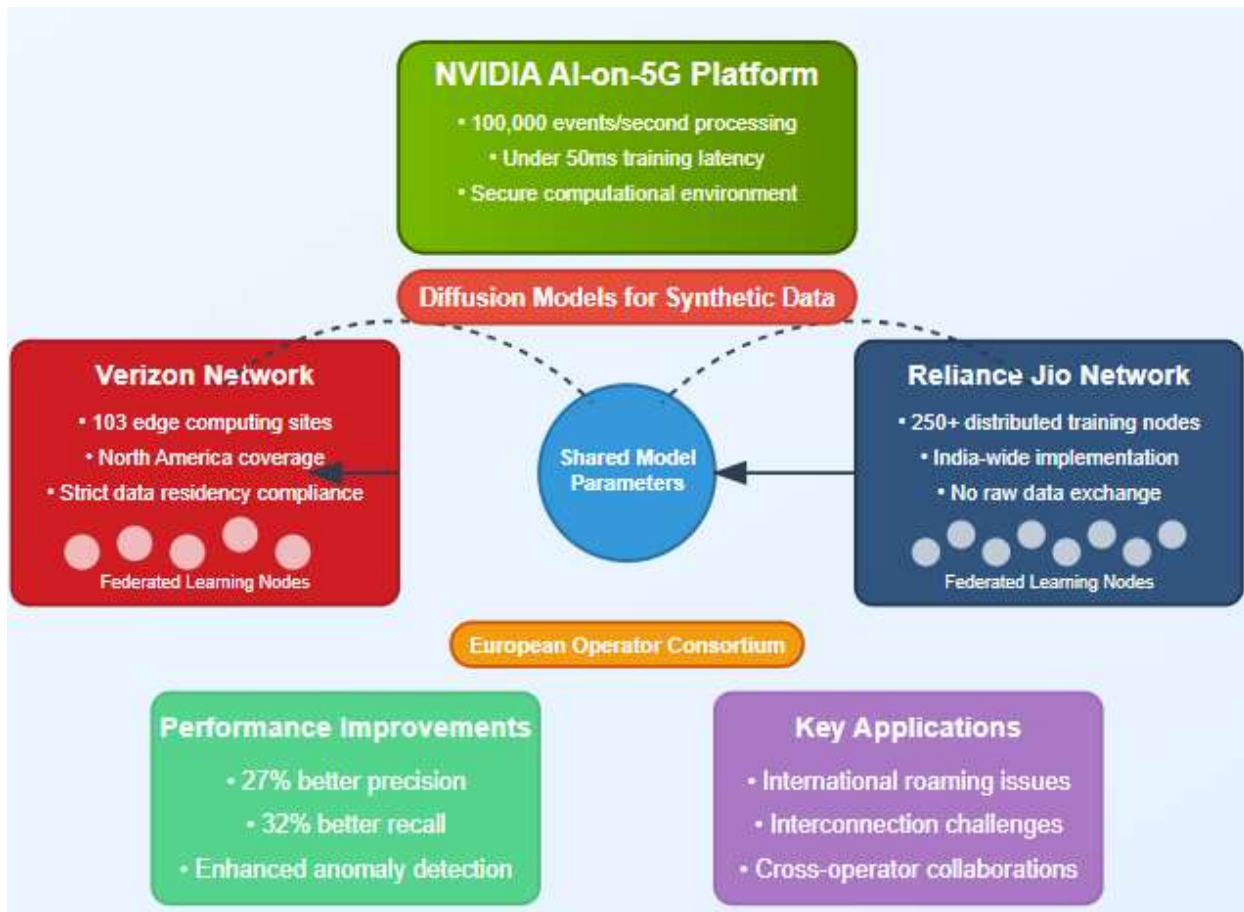 NVIDIA AI-on-5G Platform
• 100,000 events/second processing
• Under 50ms training latency
• Secure computational environment
Diffusion Models for Synthetic Data
Verizon Network
• 103 edge computing sites
• North America coverage
• Strict data residency compliance
Federated Learning Nodes
Shared Model
Parameters
Reliance Jio Network
• 250+ distributed training nodes
• India-wide implementation
• No raw data exchange
Federated Learning Nodes
European Operator Consortium
Performance Improvements
• 27% better precision
• 32% better recall
• Enhanced anomaly detection
Key Applications
• International roaming issues
• Interconnection challenges
• Cross-operator collaborations